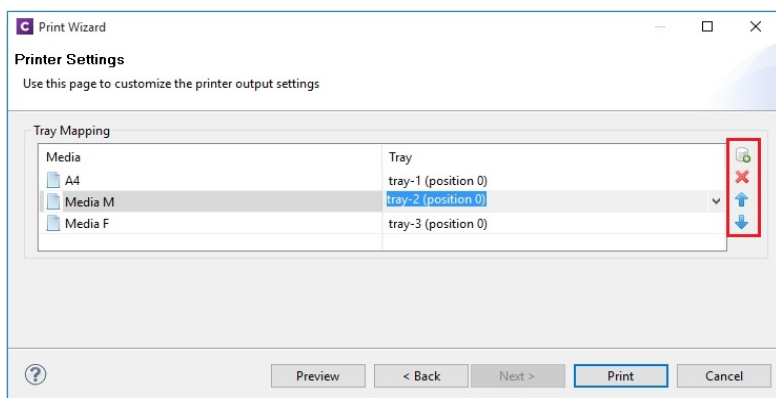 C Print Wizard
Printer Settings
Use this page to customize the printer output settings
Tray Mapping
Media Tray
A4 tray-1 (position 0)
Media M tray-2 (position 0)
Media F tray-3 (position 0)
? Preview < Back Next > Print Cancel